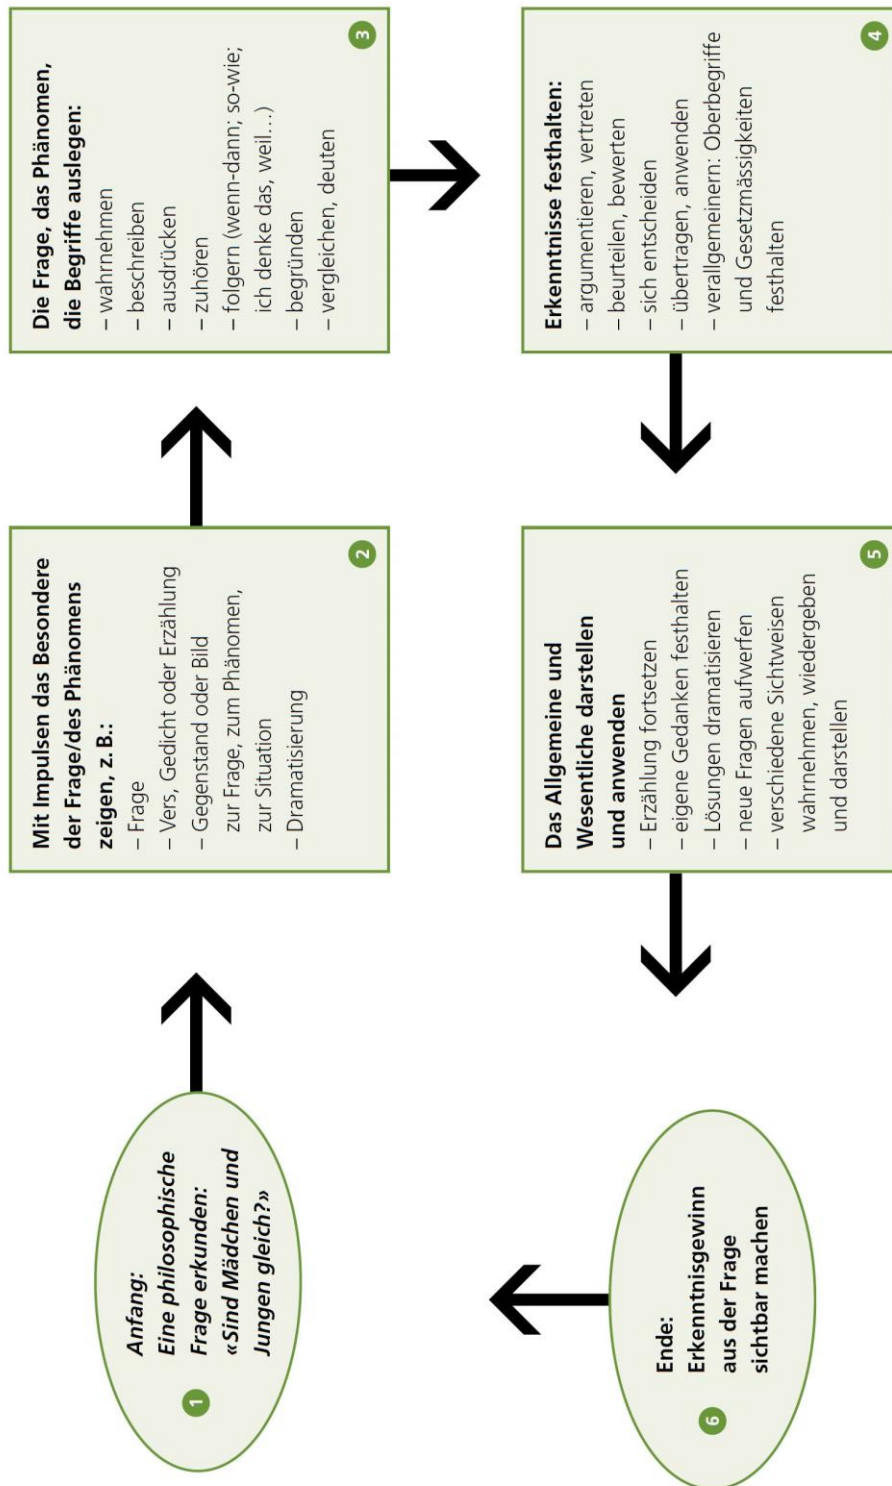 Anfang:
Eine philosophische
Frage erkunden:
«Sind Mädchen und
Jungen gleich?»
1
Mit Impulsen das Besondere
der Frage/des Phänomens
zeigen, z. B.:
– Frage
– Vers, Gedicht oder Erzählung
– Gegenstand oder Bild
zur Frage, zum Phänomen,
zur Situation
– Dramatisierung
2
Die Frage, das Phänomen,
die Begriffe auslegen:
– wahrnehmen
– beschreiben
– ausdrücken
– zuhören
– folgern (wenn-dann; so-wie;
ich denke das, weil…)
– begründen
– vergleichen, deuten
3
Erkenntnisse festhalten:
– argumentieren, vertreten
– beurteilen, bewerten
– sich entscheiden
– übertragen, anwenden
– verallgemeinern: Oberbegriffe
und Gesetzmässigkeiten
festhalten
4
Das Allgemeine und
Wesentliche darstellen
und anwenden
– Erzählung fortsetzen
– eigene Gedanken festhalten
– Lösungen dramatisieren
– neue Fragen aufwerfen
– verschiedene Sichtweisen
wahrnehmen, wiedergeben
und darstellen
5
Ende:
Erkenntnisgewinn
aus der Frage
sichtbar machen
6